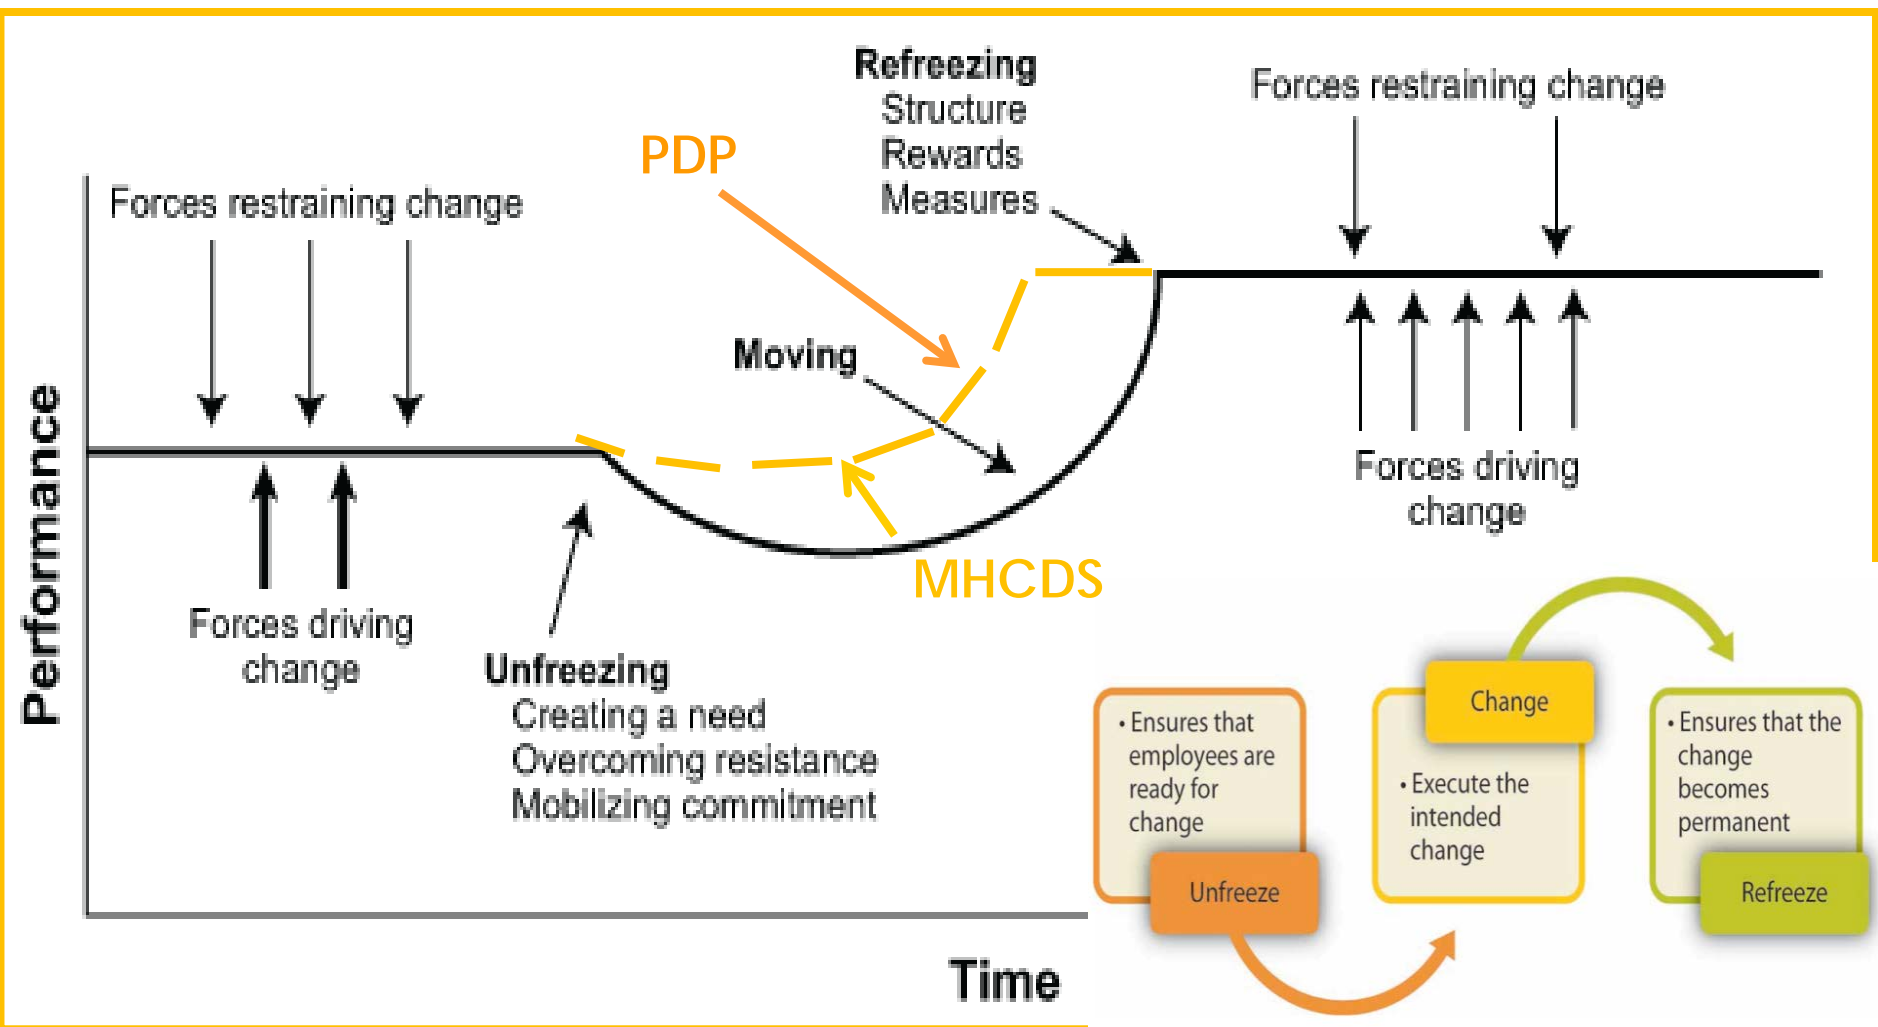 Refreezing
Structure
Rewards
Measures
Forces restraining change
PDP
Forces restraining change
Moving
Performance
Forces driving
change
MHCDS
Forces driving
change
Unfreezing
Creating a need
Overcoming resistance
Mobilizing commitment
Time
• Ensures that
employees are
ready for
change
Unfreeze
Change
• Execute the
intended
change
• Ensures that the
change
becomes
permanent
Refreeze